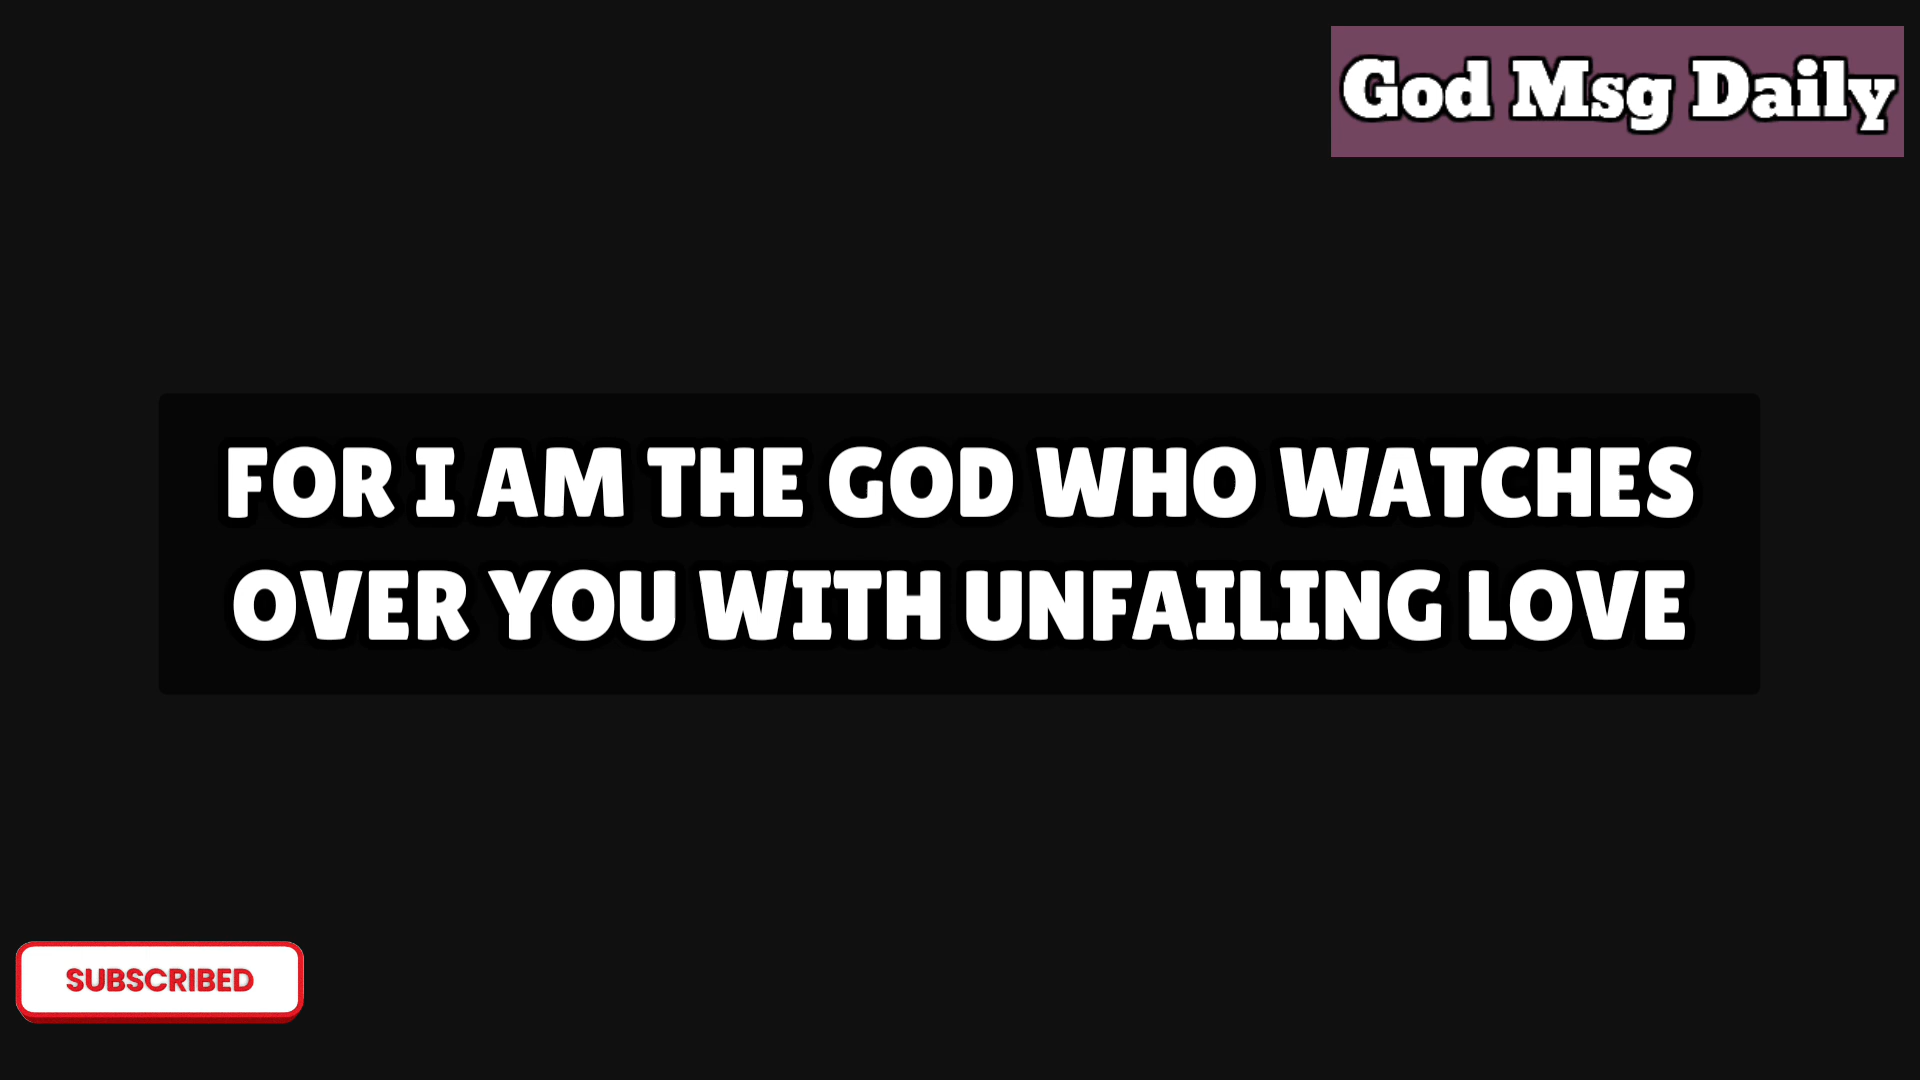 God Msg Daily
FOR I AM THE GOD WHO WATCHES
OVER YOU WITH UNFAILING LOVE
SUBSCRIBED